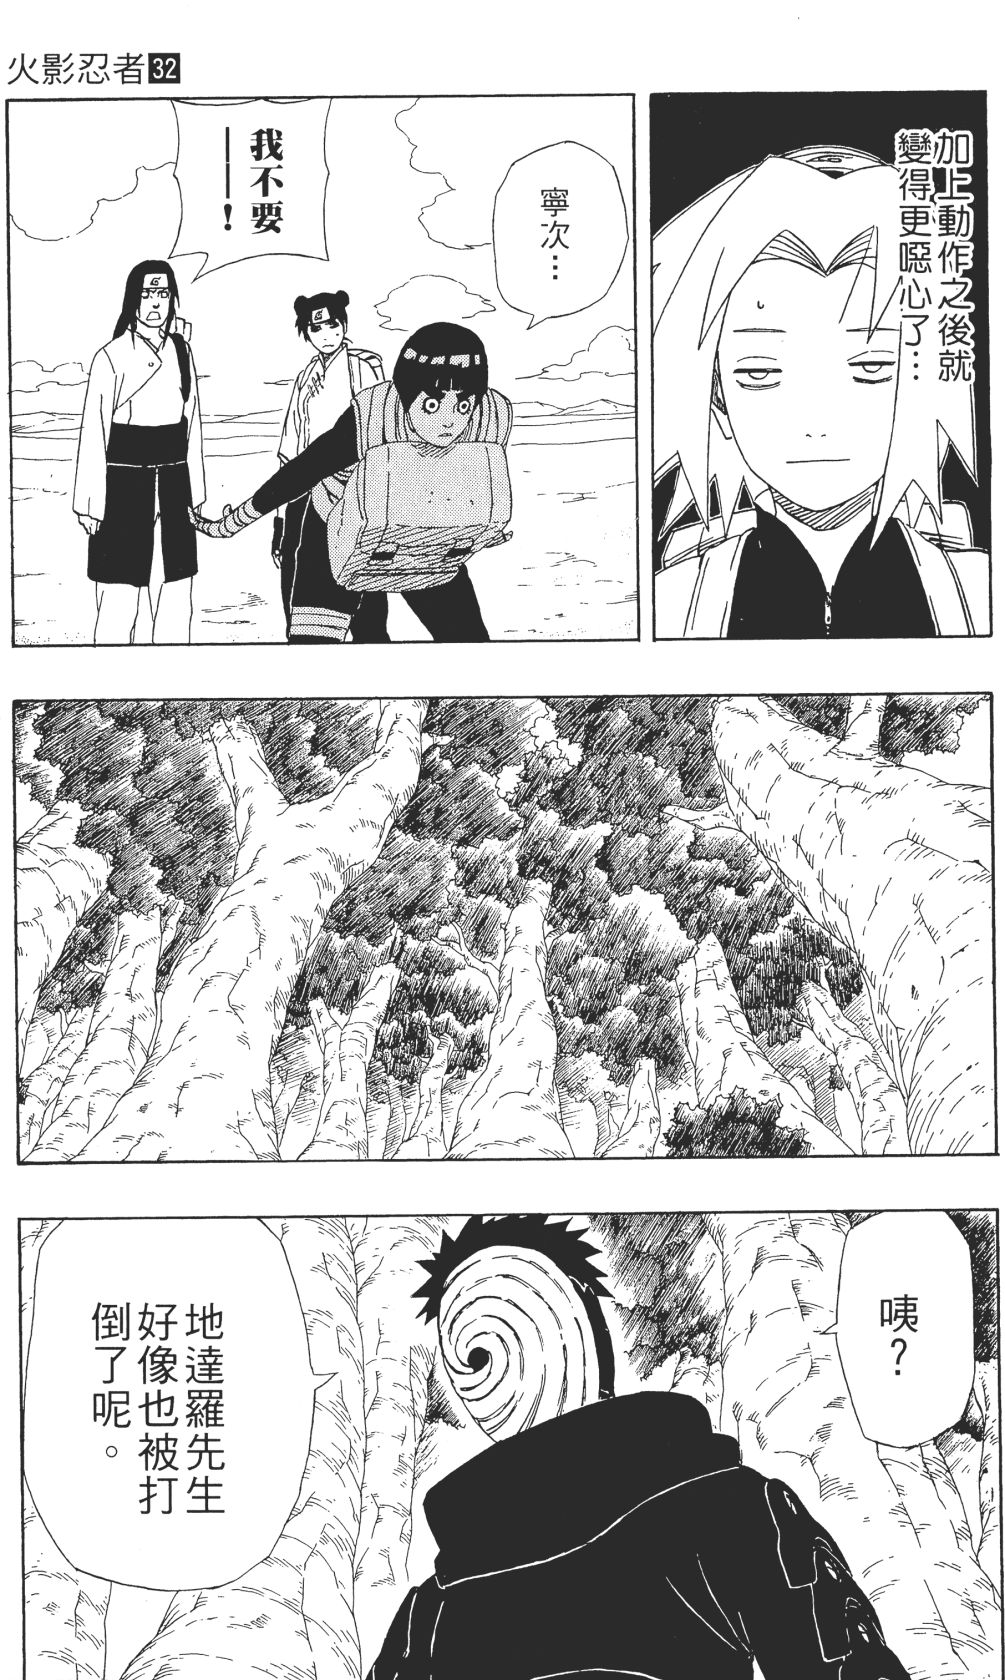 火影忍者32
加上動作之後就
變得更噁心了…
寧次…
我不要
——！
咦？
地達羅先生
好像也被打
倒了呢。